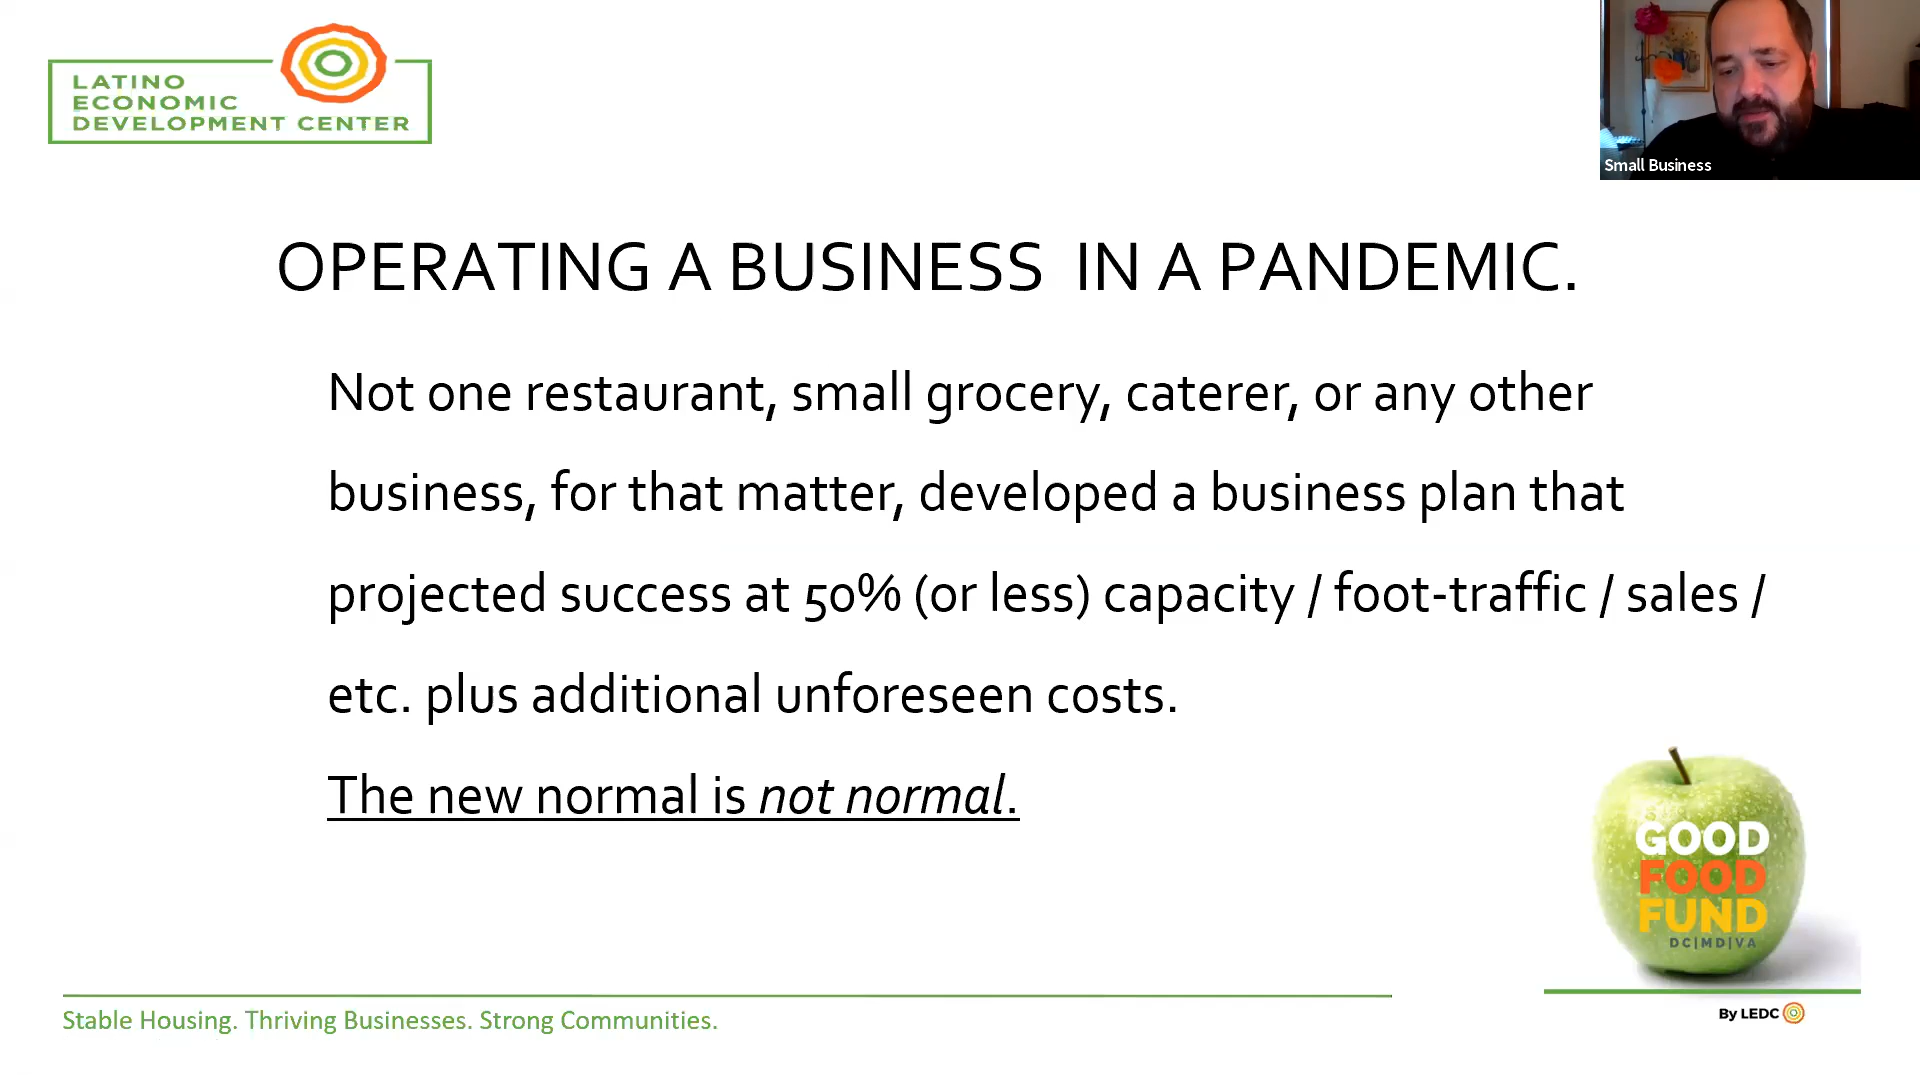 LATINO
ECONOMIC
DEVELOPMENT CENTER
Small Business
OPERATING A BUSINESS IN A PANDEMIC.
Not one restaurant, small grocery, caterer, or any other
business, for that matter, developed a business plan that
projected success at 50% (or less) capacity / foot-traffic / sales /
etc. plus additional unforeseen costs.
The new normal is not normal.
GOOD
FOOD
FUND
DC|MD|VA
Stable Housing. Thriving Businesses. Strong Communities.
By LEDC